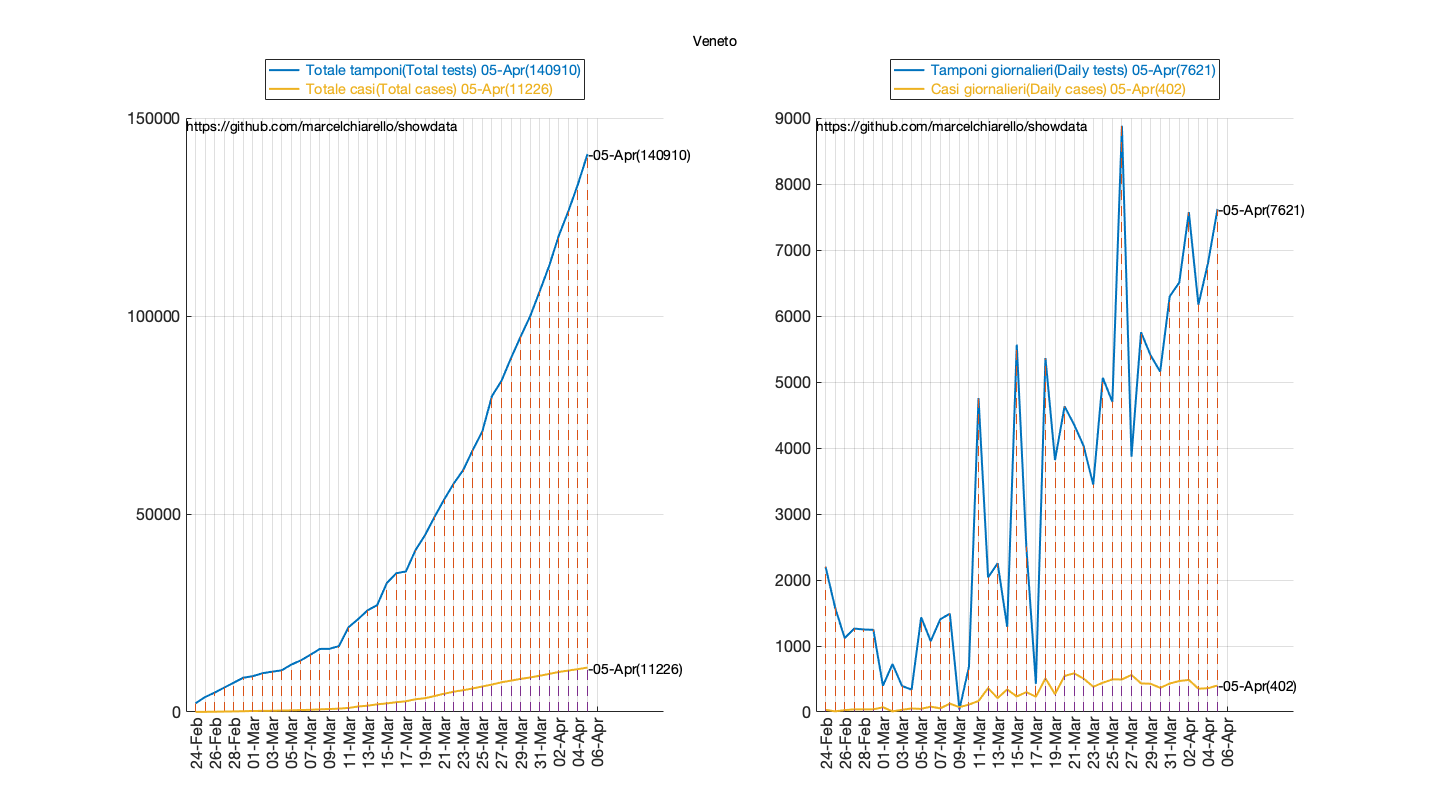 Veneto
Totale tamponi(Total tests) 05-Apr(140910)
Totale casi(Total cases) 05-Apr(11226)
150000
https://github.com/marcelchiarello/showdata
-05-Apr(140910)
100000
50000
-05-Apr(11226)
0
24-Feb
26-Feb
28-Feb
01-Mar
03-Mar
05-Mar
07-Mar
09-Mar
11-Mar
13-Mar
15-Mar
17-Mar
19-Mar
21-Mar
23-Mar
25-Mar
27-Mar
29-Mar
31-Mar
02-Apr
04-Apr
06-Apr
Tamponi giornalieri(Daily tests) 05-Apr(7621)
Casi giornalieri(Daily cases) 05-Apr(402)
9000
https://github.com/marcelchiarello/showdata
8000
-05-Apr(7621)
7000
6000
5000
4000
3000
2000
1000
-05-Apr(402)
0
24-Feb
26-Feb
28-Feb
01-Mar
03-Mar
05-Mar
07-Mar
09-Mar
11-Mar
13-Mar
15-Mar
17-Mar
19-Mar
21-Mar
23-Mar
25-Mar
27-Mar
29-Mar
31-Mar
02-Apr
04-Apr
06-Apr